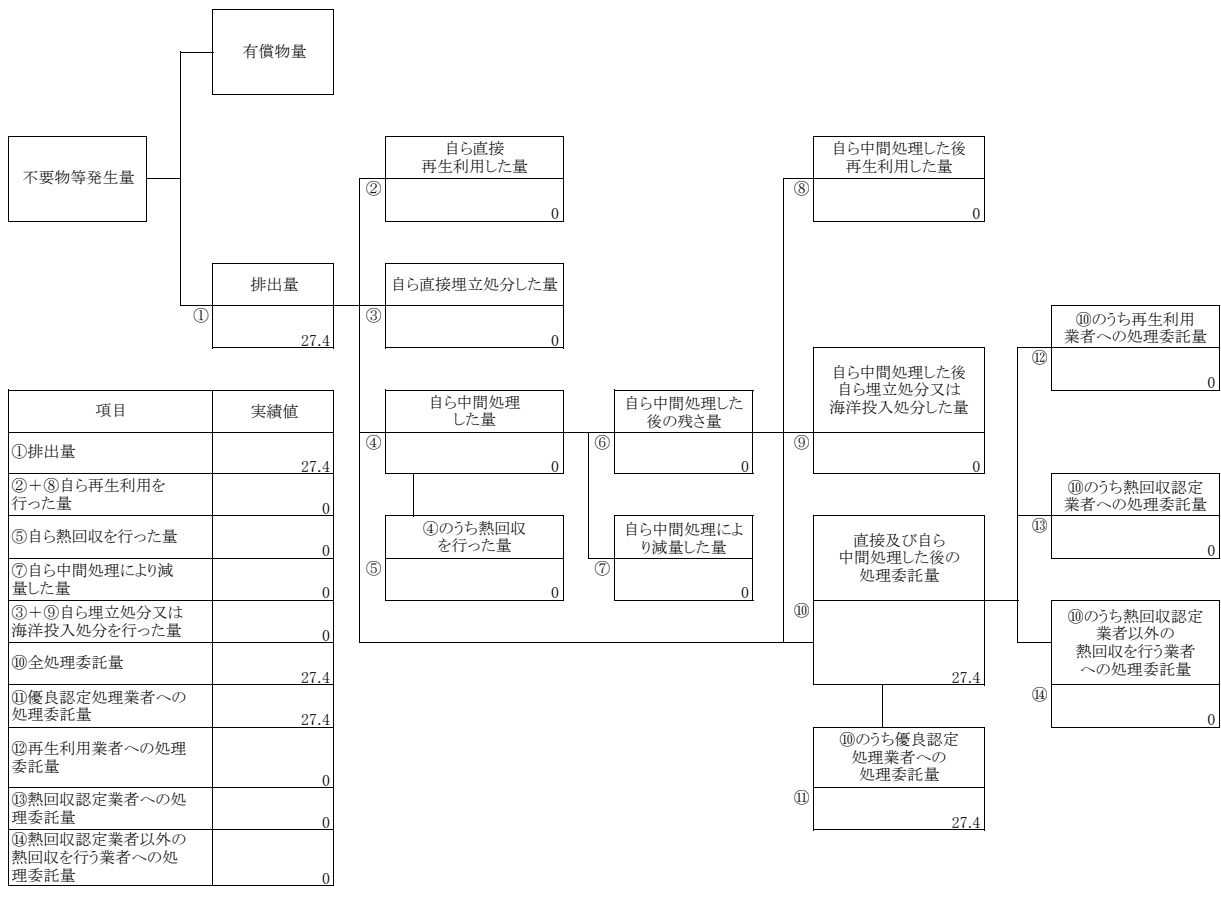 有償物量
不要物等発生量
自ら直接
再生利用した量
②
0
自ら中間処理した後
再生利用した量
⑧
0
排出量
①
27.4
自ら直接埋立処分した量
③
0
⑩のうち再生利用
業者への処理委託量
⑫
0
自ら中間処理
した量
④
0
自ら中間処理した
後の残さ量
⑥
0
自ら中間処理した後
自ら埋立処分又は
海洋投入処分した量
⑨
0
⑩のうち熱回収認定
業者への処理委託量
⑬
0
④のうち熱回収
を行った量
⑤
0
自ら中間処理によ
り減量した量
⑦
0
直接及び自ら
中間処理した後の
処理委託量
⑩
27.4
⑩のうち熱回収認定
業者以外の
熱回収を行う業者
への処理委託量
⑭
0
⑩のうち優良認定
処理業者への
処理委託量
⑪
27.4
項目 実績値
①排出量
27.4
②＋⑧自ら再生利用を
行った量
0
⑤自ら熱回収を行った量
0
⑦自ら中間処理により減
量した量
0
③＋⑨自ら埋立処分又は
海洋投入処分を行った量
0
⑩全処理委託量
27.4
⑪優良認定処理業者への
処理委託量
27.4
⑫再生利用業者への処理
委託量
0
⑬熱回収認定業者への処
理委託量
0
⑭熱回収認定業者以外の
熱回収を行う業者への処
理委託量
0